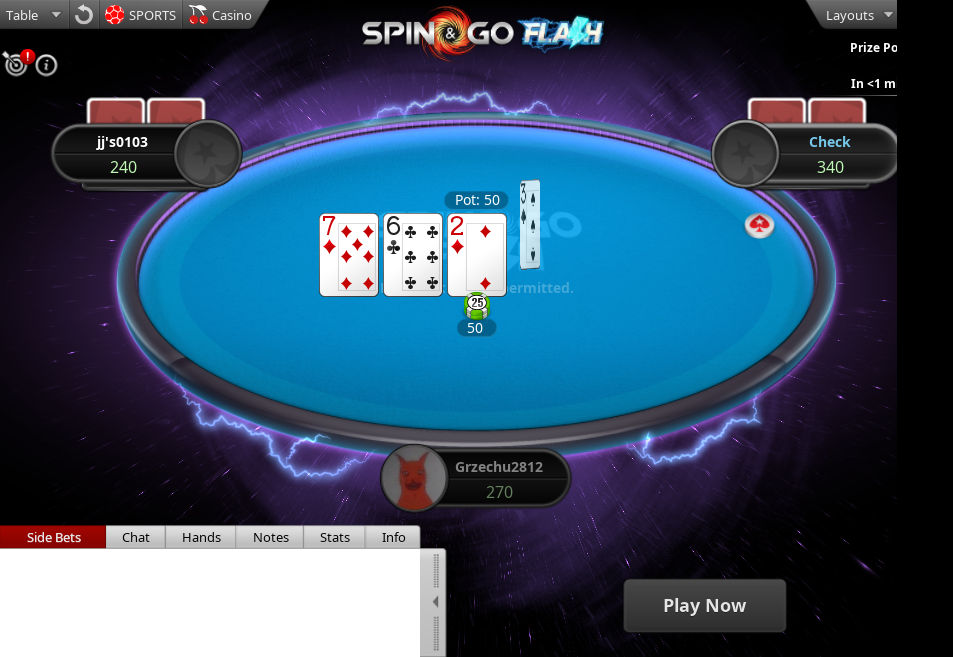 Table
SPORTS
Casino
SPIN & GO FLASH
Layouts
Prize Po
In <1 m
!
i
jj's0103
240
Check
340
Pot: 50
3
7
6
2
ermitted.
25
50
Grzechu2812
270
Side Bets
Chat
Hands
Notes
Stats
Info
Play Now